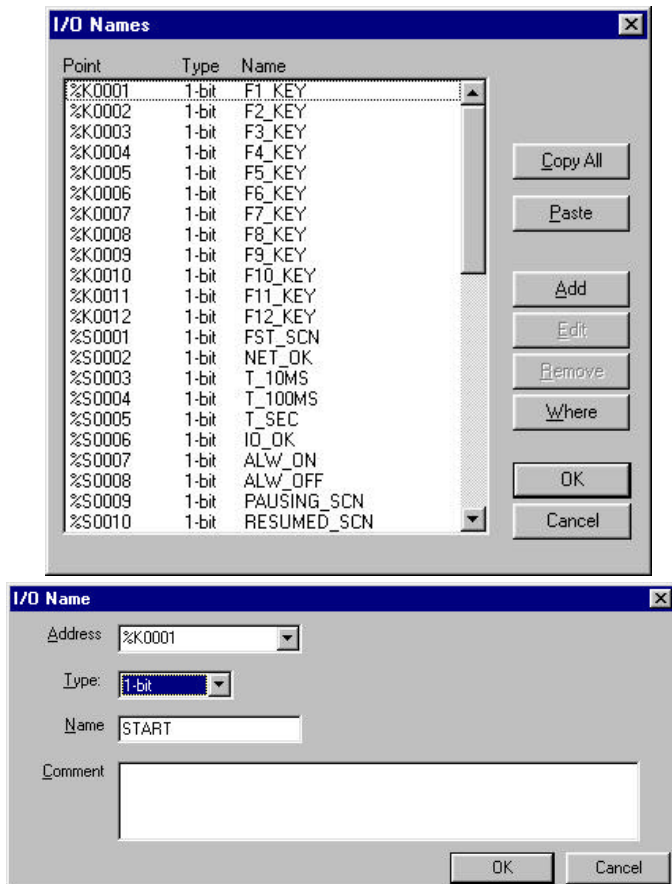 I/O Names
Point Type Name
%K0001 1-bit F1_KEY
%K0002 1-bit F2_KEY
%K0003 1-bit F3_KEY
%K0004 1-bit F4_KEY
%K0005 1-bit F5_KEY
%K0006 1-bit F6_KEY
%K0007 1-bit F7_KEY
%K0008 1-bit F8_KEY
%K0009 1-bit F9_KEY
%K0010 1-bit F10_KEY
%K0011 1-bit F11_KEY
%K0012 1-bit F12_KEY
%S0001 1-bit FST_SCN
%S0002 1-bit NET_OK
%S0003 1-bit T_10MS
%S0004 1-bit T_100MS
%S0005 1-bit T_SEC
%S0006 1-bit IO_OK
%S0007 1-bit ALW_ON
%S0008 1-bit ALW_OFF
%S0009 1-bit PAUSING_SCN
%S0010 1-bit RESUMED_SCN
Copy All
Paste
Add
Edit
Remove
Where
OK
Cancel
I/O Name
Address %K0001
Type: 1-bit
Name START
Comment
OK Cancel